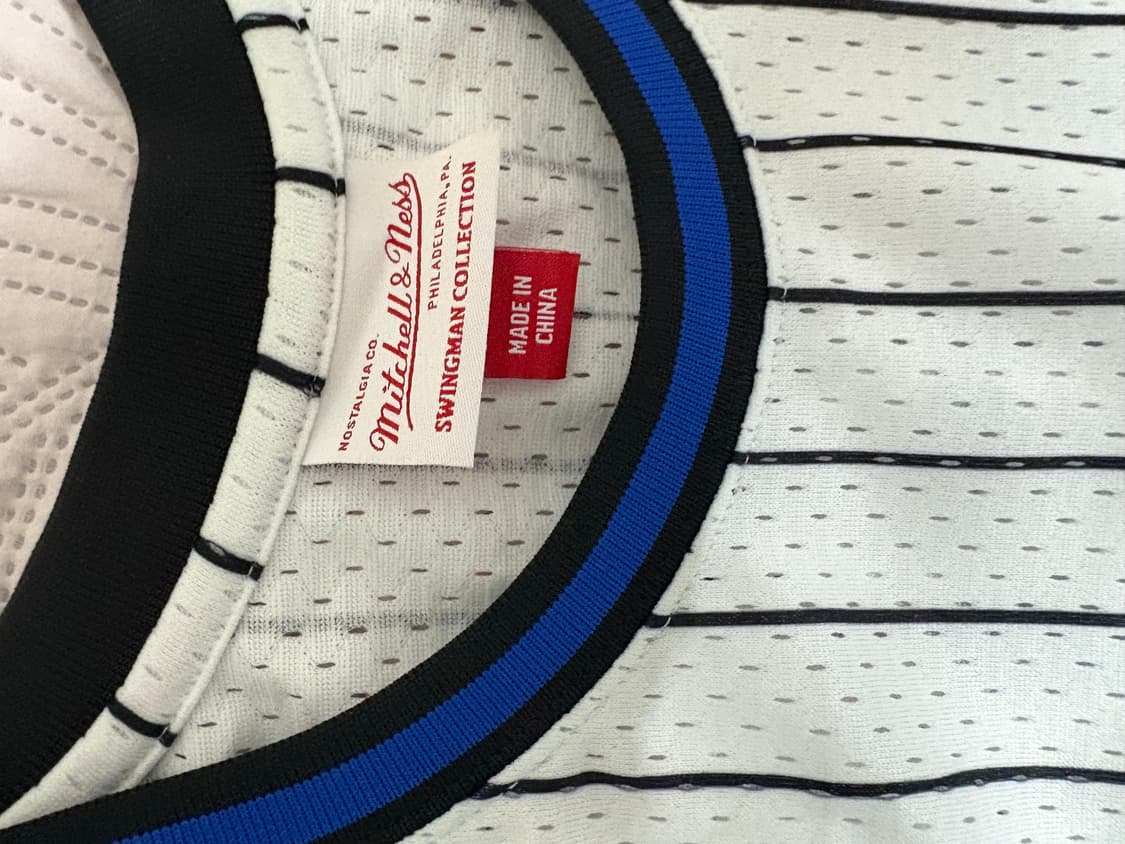 NOSTALGIA CO.
Mitchell & Ness
PHILADELPHIA, PA.
SWINGMAN COLLECTION
MADE IN
CHINA